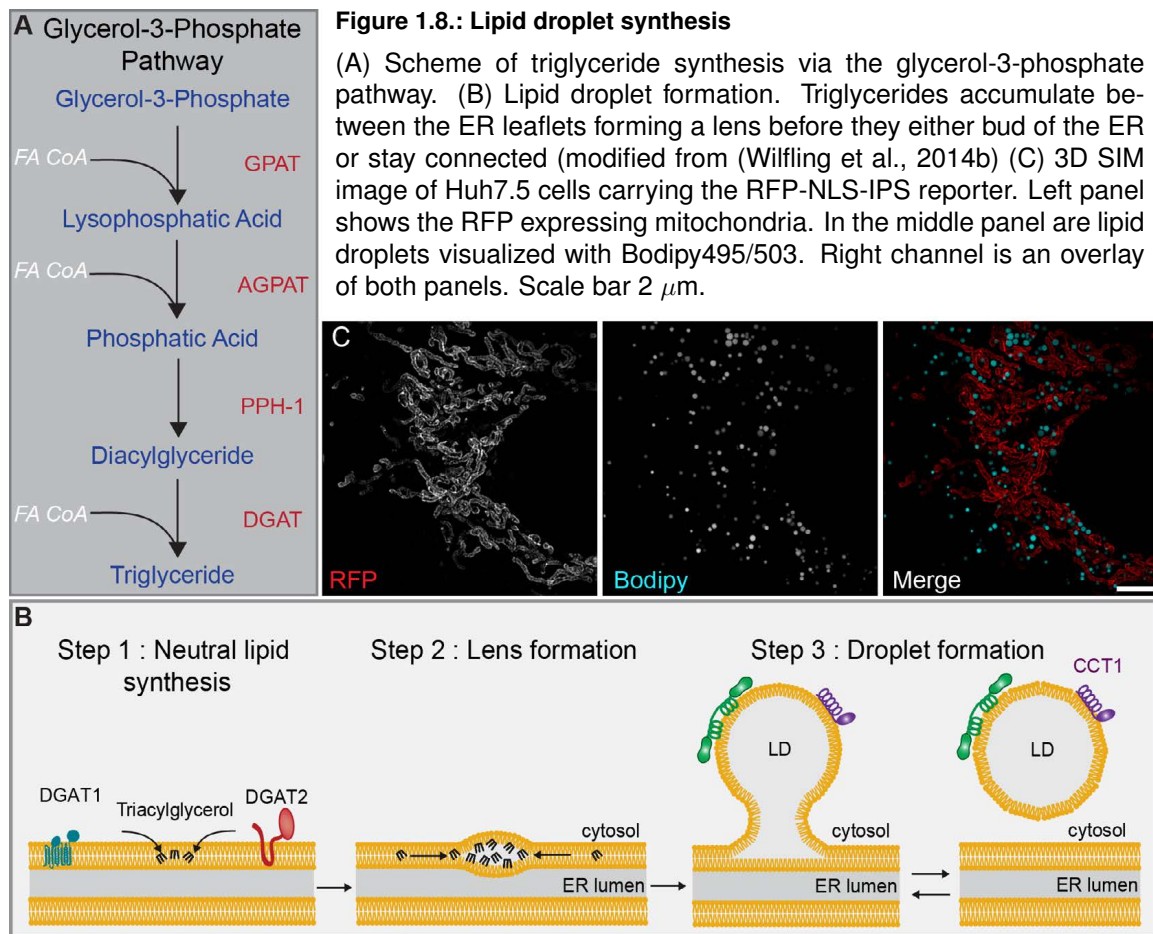 A Glycerol-3-Phosphate
Pathway
Glycerol-3-Phosphate
FA CoA
GPAT
Lysophosphatic Acid
FA CoA
AGPAT
Phosphatic Acid
PPH-1
Diacylglyceride
FA CoA
DGAT
Triglyceride
Figure 1.8.: Lipid droplet synthesis
(A) Scheme of triglyceride synthesis via the glycerol-3-phosphate
pathway. (B) Lipid droplet formation. Triglycerides accumulate be-
tween the ER leaflets forming a lens before they either bud of the ER
or stay connected (modified from (Wilfling et al., 2014b) (C) 3D SIM
image of Huh7.5 cells carrying the RFP-NLS-IPS reporter. Left panel
shows the RFP expressing mitochondria. In the middle panel are lipid
droplets visualized with Bodipy495/503. Right channel is an overlay
of both panels. Scale bar 2 μm.
C
RFP
Bodipy
Merge
B
Step 1 : Neutral lipid
synthesis
DGAT1
Triacylglycerol
DGAT2
Step 2 : Lens formation
cytosol
ER lumen
Step 3 : Droplet formation
CCT1
LD
LD
cytosol
cytosol
ER lumen
ER lumen